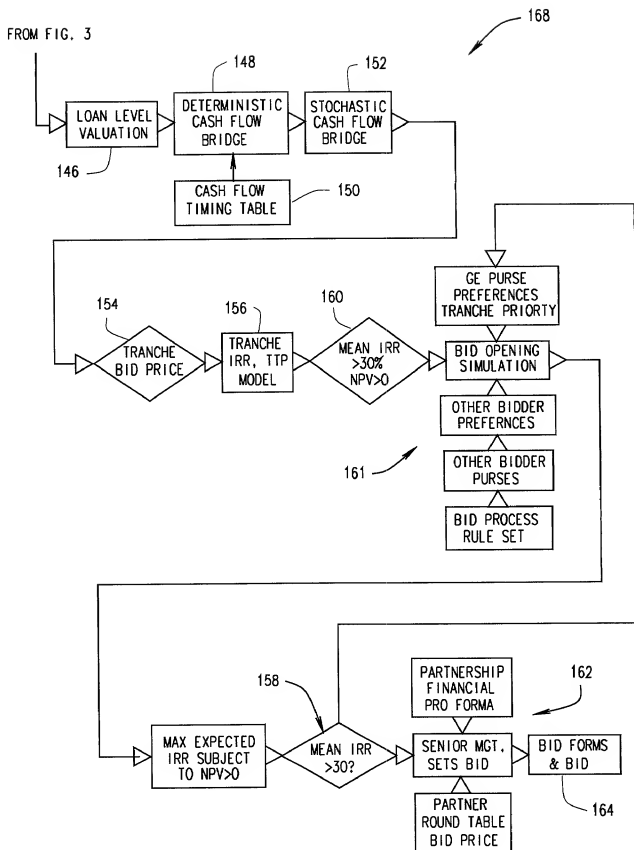 FROM FIG. 3
168
148
152
LOAN LEVEL
VALUATION
146
DETERMINISTIC
CASH FLOW
BRIDGE
STOCHASTIC
CASH FLOW
BRIDGE
CASH FLOW
TIMING TABLE
150
154
TRANCHE
BID PRICE
156
TRANCHE
IRR, TTP
MODEL
160
MEAN IRR
>30%
NPV>0
GE PURSE
PREFERENCES
TRANCHE PRIORTY
BID OPENING
SIMULATION
OTHER BIDDER
PREFERNCES
161
OTHER BIDDER
PURSES
BID PROCESS
RULE SET
MAX EXPECTED
IRR SUBJECT
TO NPV>0
158
MEAN IRR
>30?
PARTNERSHIP
FINANCIAL
PRO FORMA
162
SENIOR MGT.
SETS BID
BID FORMS
& BID
164
PARTNER
ROUND TABLE
BID PRICE